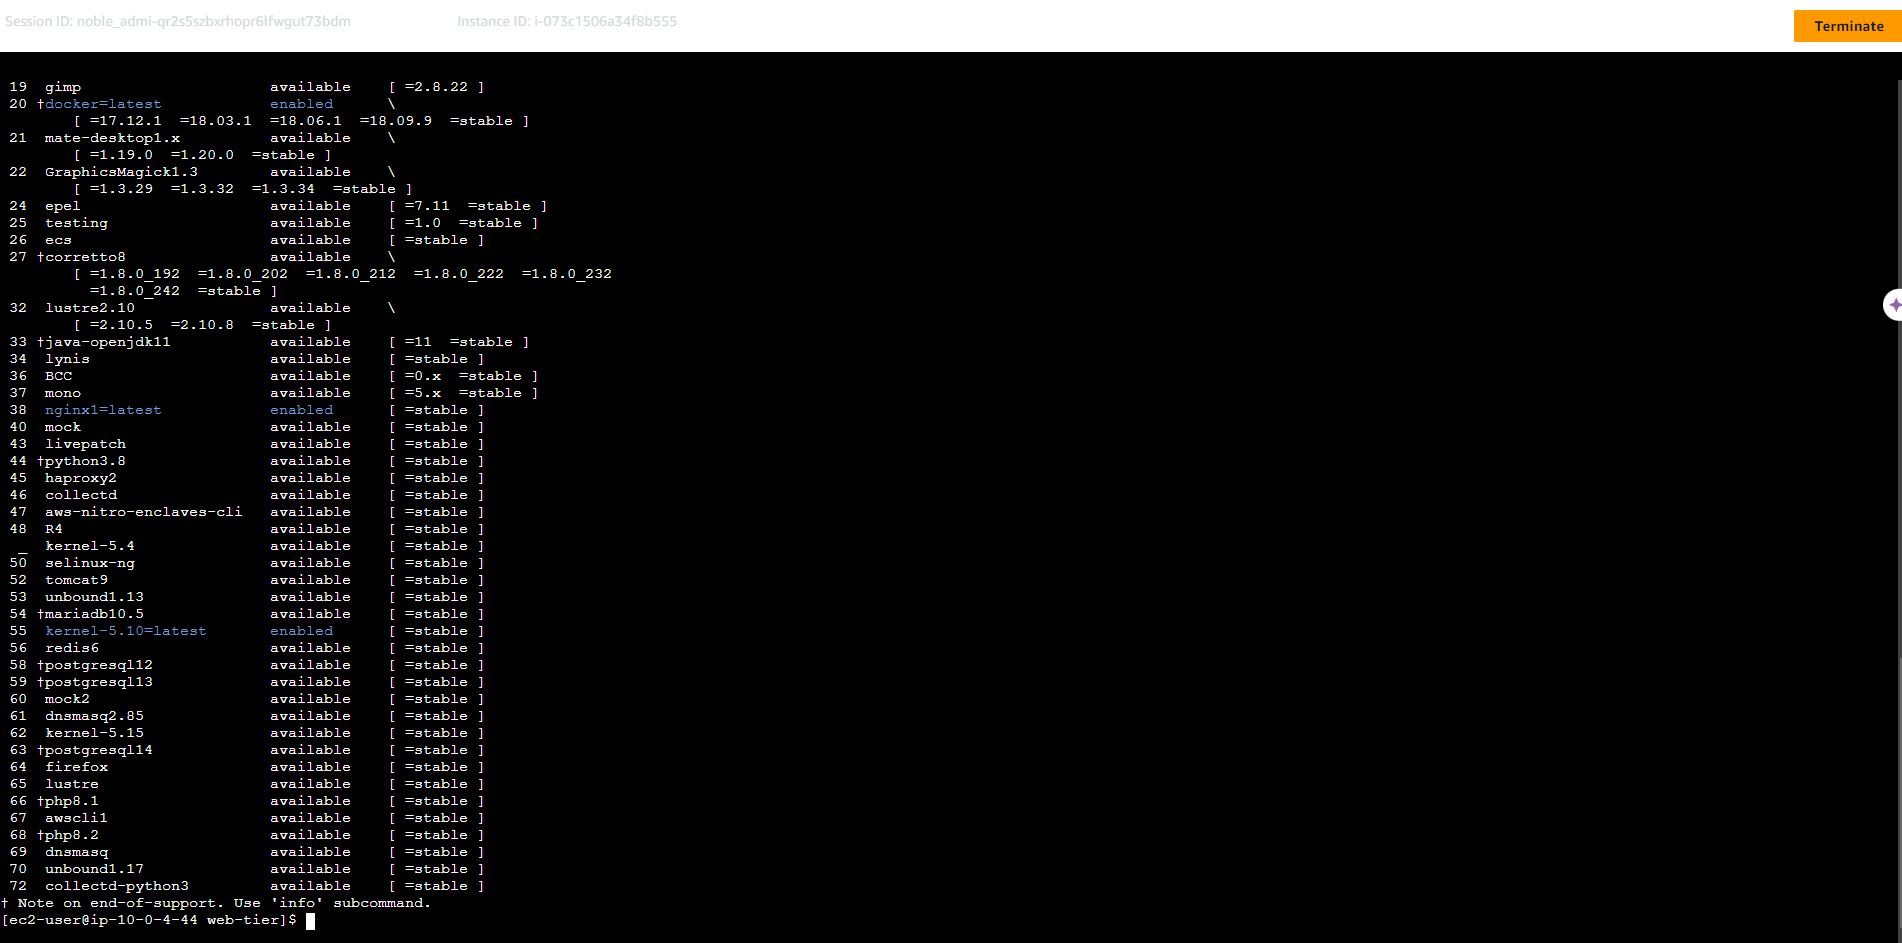 Session ID: noble_admi-qr2s5szbxrhopr6lfwgut73bdm Instance ID: i-073c1506a34f8b555
Terminate
19 gimp available [ =2.8.22 ]
20 †docker=latest enabled \
[ =17.12.1 =18.03.1 =18.06.1 =18.09.9 =stable ]
21 mate-desktop1.x available \
[ =1.19.0 =1.20.0 =stable ]
22 GraphicsMagick1.3 available \
[ =1.3.29 =1.3.32 =1.3.34 =stable ]
24 epel available [ =7.11 =stable ]
25 testing available [ =1.0 =stable ]
26 ecs available [ =stable ]
27 †corretto8 available \
[ =1.8.0_192 =1.8.0_202 =1.8.0_212 =1.8.0_222 =1.8.0_232
=1.8.0_242 =stable ]
32 lustre2.10 available \
[ =2.10.5 =2.10.8 =stable ]
33 †java-openjdk11 available [ =11 =stable ]
34 lynis available [ =stable ]
36 BCC available [ =0.x =stable ]
37 mono available [ =5.x =stable ]
38 nginx1=latest enabled [ =stable ]
40 mock available [ =stable ]
43 livepatch available [ =stable ]
44 †python3.8 available [ =stable ]
45 haproxy2 available [ =stable ]
46 collectd available [ =stable ]
47 aws-nitro-enclaves-cli available [ =stable ]
48 R4 available [ =stable ]
_ kernel-5.4 available [ =stable ]
50 selinux-ng available [ =stable ]
52 tomcat9 available [ =stable ]
53 unbound1.13 available [ =stable ]
54 †mariadb10.5 available [ =stable ]
55 kernel-5.10=latest enabled [ =stable ]
56 redis6 available [ =stable ]
58 †postgresql12 available [ =stable ]
59 †postgresql13 available [ =stable ]
60 mock2 available [ =stable ]
61 dnsmasq2.85 available [ =stable ]
62 kernel-5.15 available [ =stable ]
63 †postgresql14 available [ =stable ]
64 firefox available [ =stable ]
65 lustre available [ =stable ]
66 †php8.1 available [ =stable ]
67 awscli1 available [ =stable ]
68 †php8.2 available [ =stable ]
69 dnsmasq available [ =stable ]
70 unbound1.17 available [ =stable ]
72 collectd-python3 available [ =stable ]
† Note on end-of-support. Use 'info' subcommand.
[ec2-user@ip-10-0-4-44 web-tier]$